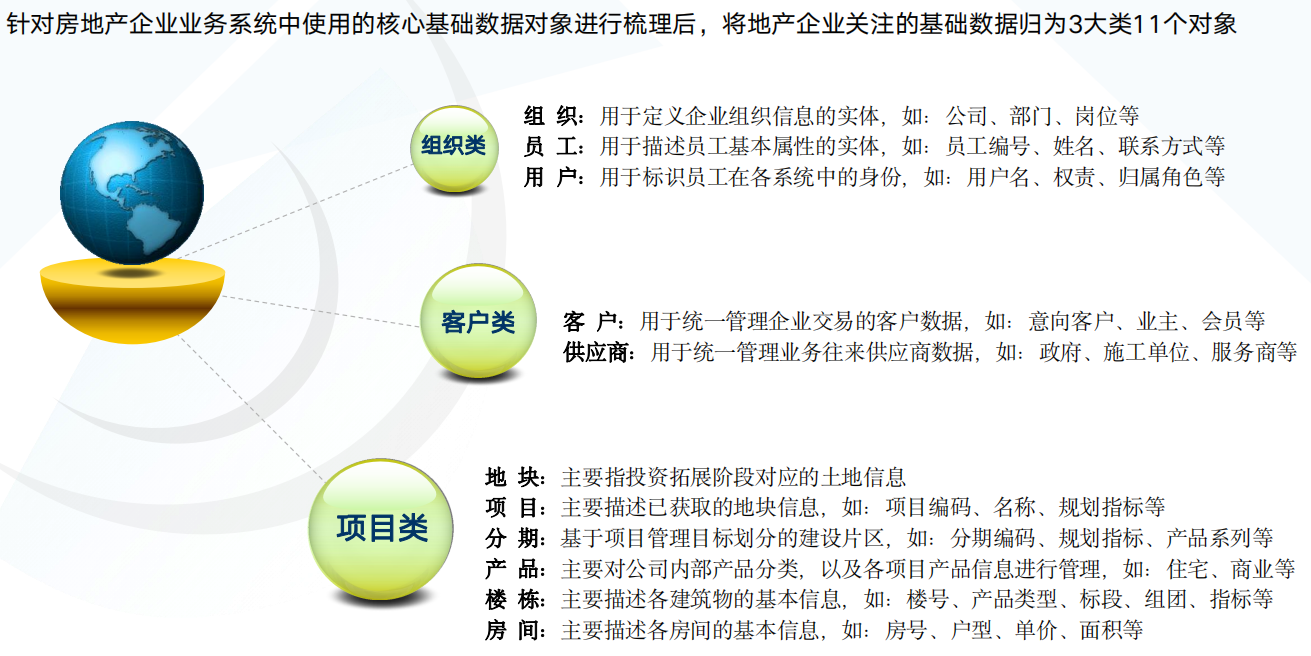 针对房地产企业业务系统中使用的核心基础数据对象进行梳理后，将地产企业关注的基础数据归为3大类11个对象
组织类
组 织：用于定义企业组织信息的实体，如：公司、部门、岗位等
员 工：用于描述员工基本属性的实体，如：员工编号、姓名、联系方式等
用 户：用于标识员工在各系统中的身份，如：用户名、权责、归属角色等
客户类
客 户：用于统一管理企业交易的客户数据，如：意向客户、业主、会员等
供应商：用于统一管理业务往来供应商数据，如：政府、施工单位、服务商等
项目类
地 块：主要指投资拓展阶段对应的土地信息
项 目：主要描述已获取的地块信息，如：项目编码、名称、规划指标等
分 期：基于项目管理目标划分的建设片区，如：分期编码、规划指标、产品系列等
产 品：主要对公司内部产品分类，以及各项目产品信息进行管理，如：住宅、商业等
楼 栋：主要描述各建筑物的基本信息，如：楼号、产品类型、标段、组团、指标等
房 间：主要描述各房间的基本信息，如：房号、户型、单价、面积等